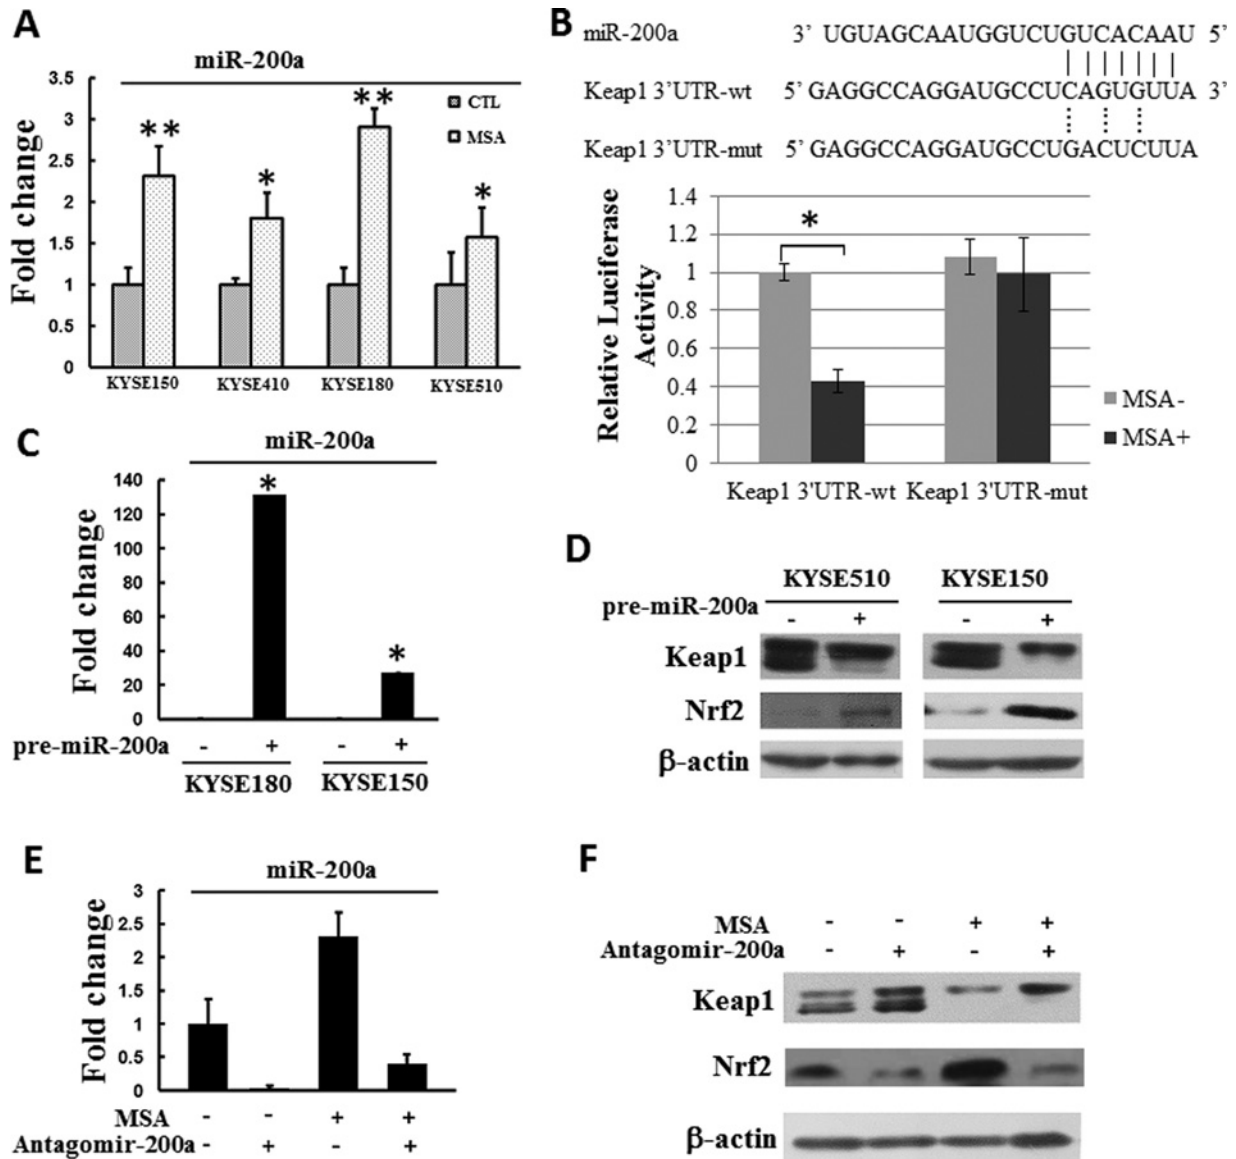 A
miR-200a
Fold change
3.5
3
2.5
2
1.5
1
0.5
0
** * ** *
CTL
MSA
KYSE150 KYSE410 KYSE180 KYSE510
B
miR-200a 3’ UGUAGCAAUGGUCUGUCACAAU 5’
Keap1 3’UTR-wt 5’ GAGGCCAGGAUGCCUCAGUGUUA 3’
Keap1 3’UTR-mut 5’ GAGGCCAGGAUGCCUGACUCUUA
Relative Luciferase
Activity
1.4
1.2
1
0.8
0.6
0.4
0.2
0
*
MSA-
MSA+
Keap1 3'UTR-wt Keap1 3'UTR-mut
C
miR-200a
Fold change
140
120
100
80
60
40
20
0
* *
pre-miR-200a - + - +
KYSE180 KYSE150
D
KYSE510 KYSE150
pre-miR-200a - + - +
Keap1
Nrf2
β-actin
E
miR-200a
Fold change
3
2.5
2
1.5
1
0.5
0
MSA - - + +
Antagomir-200a - + - +
F
MSA - - + +
Antagomir-200a - + - +
Keap1
Nrf2
β-actin